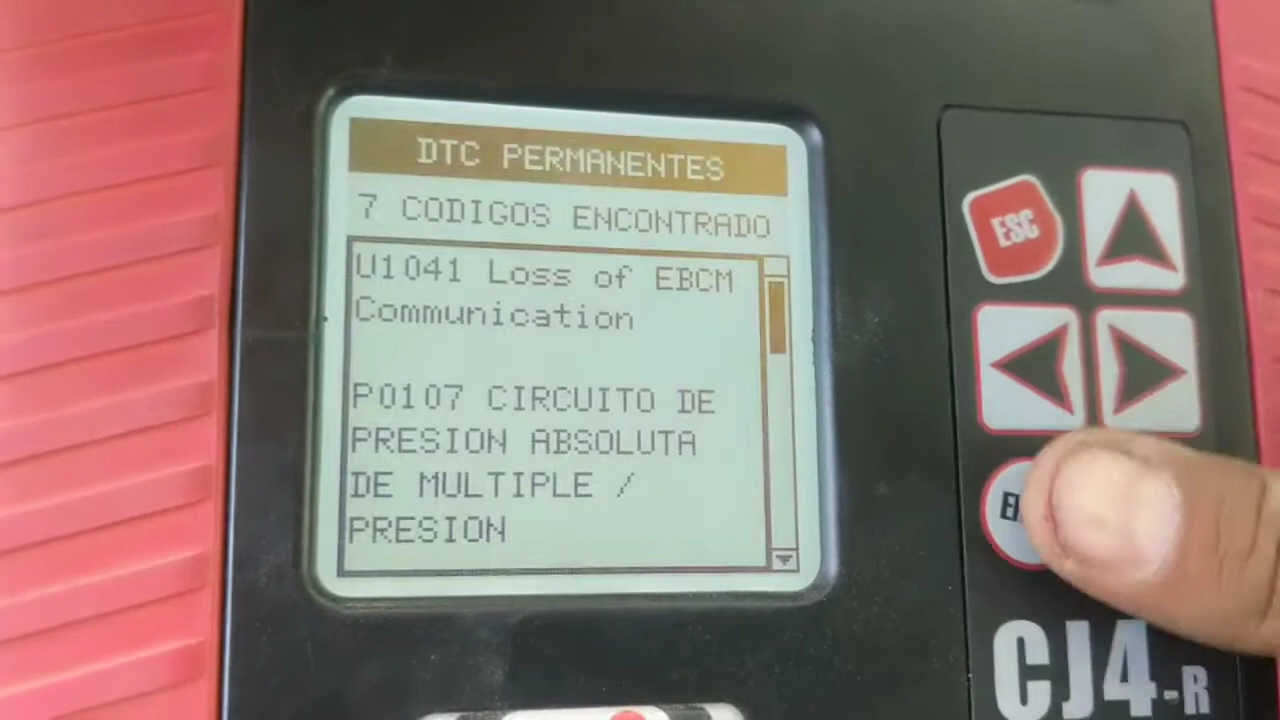 DTC PERMANENTES
7 CODIGOS ENCONTRADO
U1041 Loss of EBCM
Communication
P0107 CIRCUITO DE
PRESION ABSOLUTA
DE MULTIPLE /
PRESION
ESC
CJ4-R